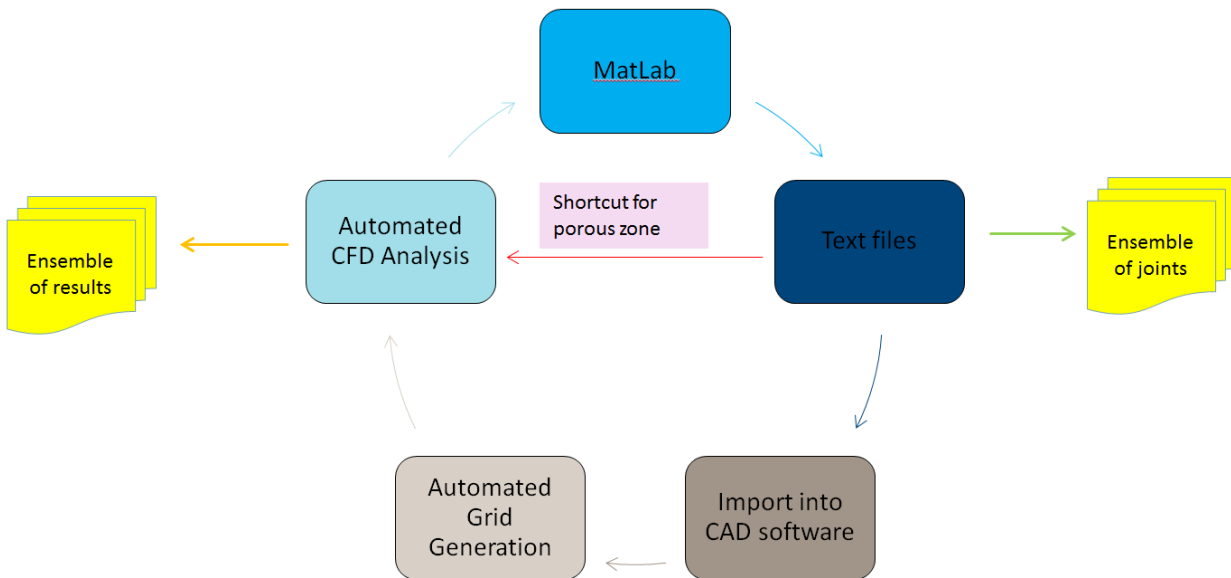 MatLab
Shortcut for
porous zone
Automated
CFD Analysis
Text files
Ensemble
of results
Ensemble
of joints
Automated
Grid
Generation
Import into
CAD software